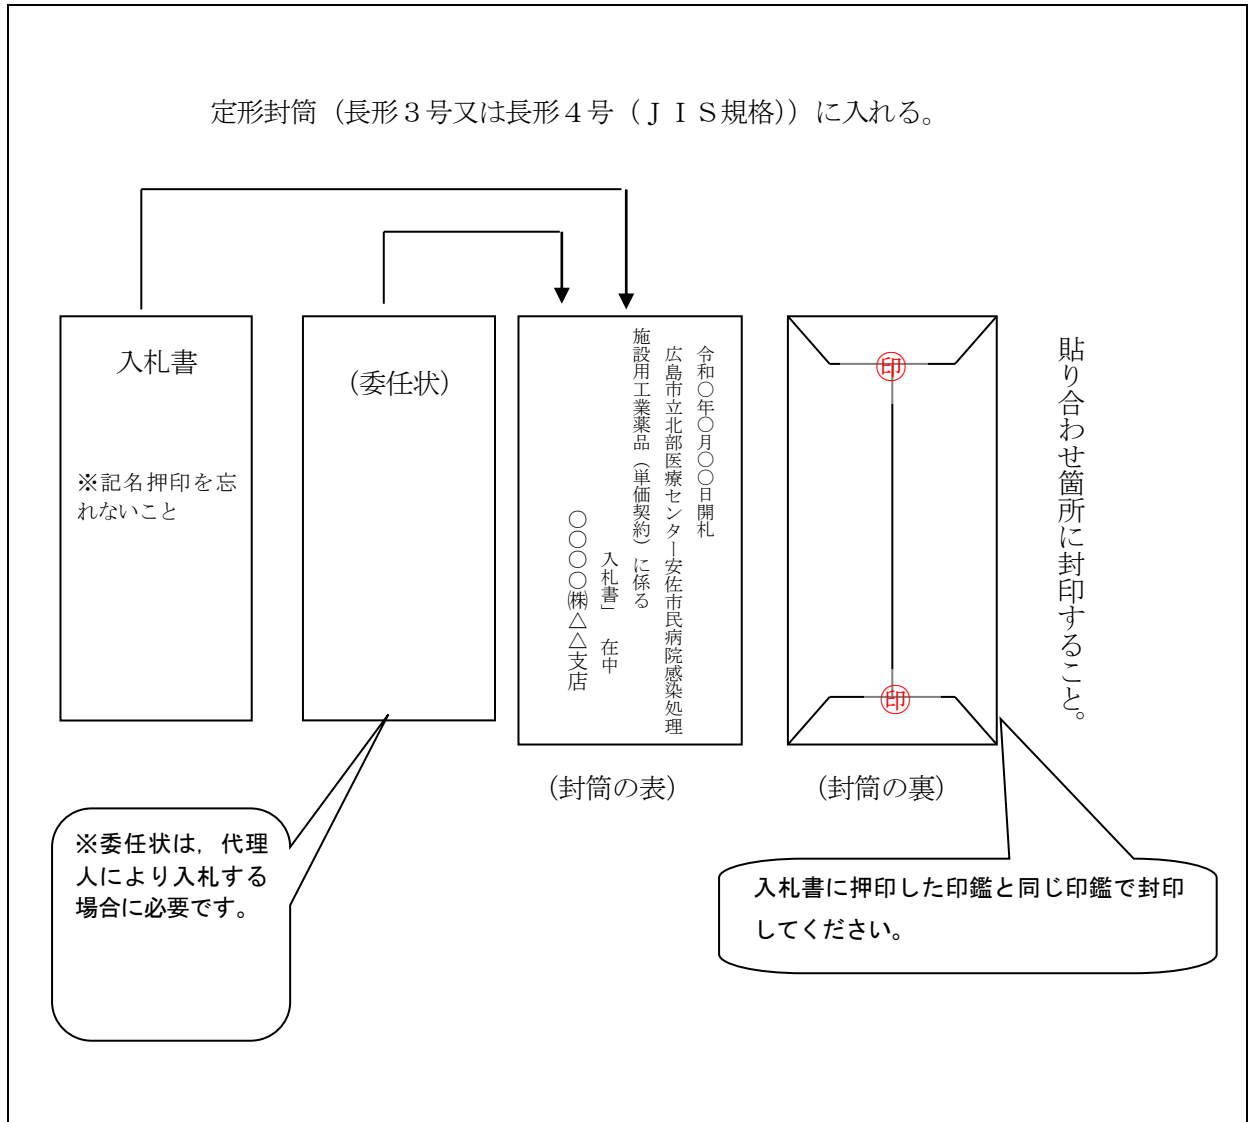 定形封筒（長形３号又は長形４号（ＪＩＳ規格））に入れる。
入札書
※記名押印を忘
れないこと
（委任状）
令和〇年〇月〇〇日開札
広島市立北部医療センター安佐市民病院感染処理
施設用工業薬品（単価契約）に係る
入札書」　在中
〇〇〇〇㈱△△支店
印
印
貼り合わせ箇所に封印すること。
（封筒の表）
（封筒の裏）
※委任状は，代理
人により入札する
場合に必要です。
入札書に押印した印鑑と同じ印鑑で封印
してください。